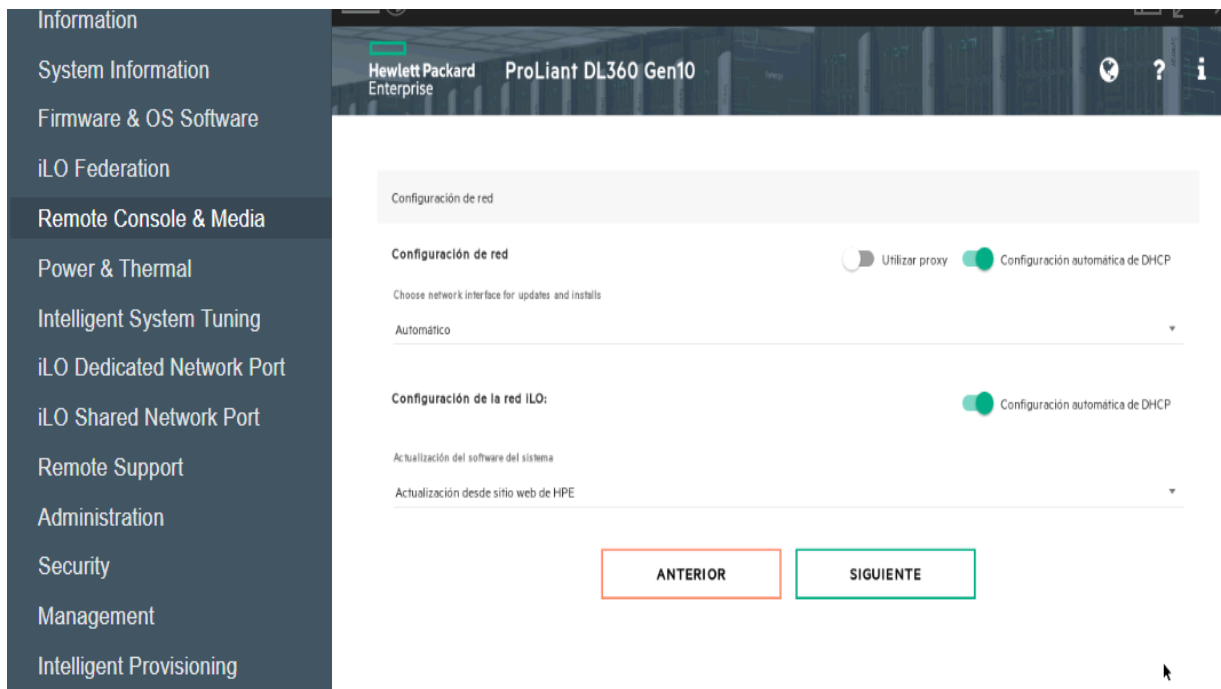 Information
System Information
Firmware & OS Software
iLO Federation
Remote Console & Media
Power & Thermal
Intelligent System Tuning
iLO Dedicated Network Port
iLO Shared Network Port
Remote Support
Administration
Security
Management
Intelligent Provisioning
Hewlett Packard
Enterprise
ProLiant DL360 Gen10
? i
Configuración de red
Configuración de red
Utilizar proxy
Configuración automática de DHCP
Choose network interface for updates and installs
Automático
Configuración de la red iLO:
Configuración automática de DHCP
Actualización del software del sistema
Actualización desde sitio web de HPE
ANTERIOR
SIGUIENTE